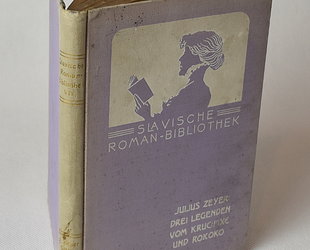 SLAVISCHE
ROMAN-BIBLIOTHEK
JULIUS ZEYER:
DREI LEGENDEN
VOM KRUCIFIXE
UND ROKOKO